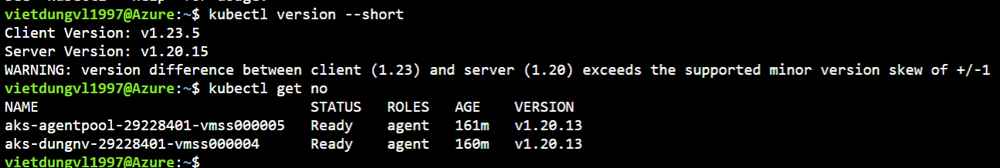 vietdungvl1997@Azure:~$ kubectl version --short
Client Version: v1.23.5
Server Version: v1.20.15
WARNING: version difference between client (1.23) and server (1.20) exceeds the supported minor version skew of +/-1
vietdungvl1997@Azure:~$ kubectl get no
NAME STATUS ROLES AGE VERSION
aks-agentpool-29228401-vmss000005 Ready agent 161m v1.20.13
aks-dungnv-29228401-vmss000004 Ready agent 160m v1.20.13
vietdungvl1997@Azure:~$